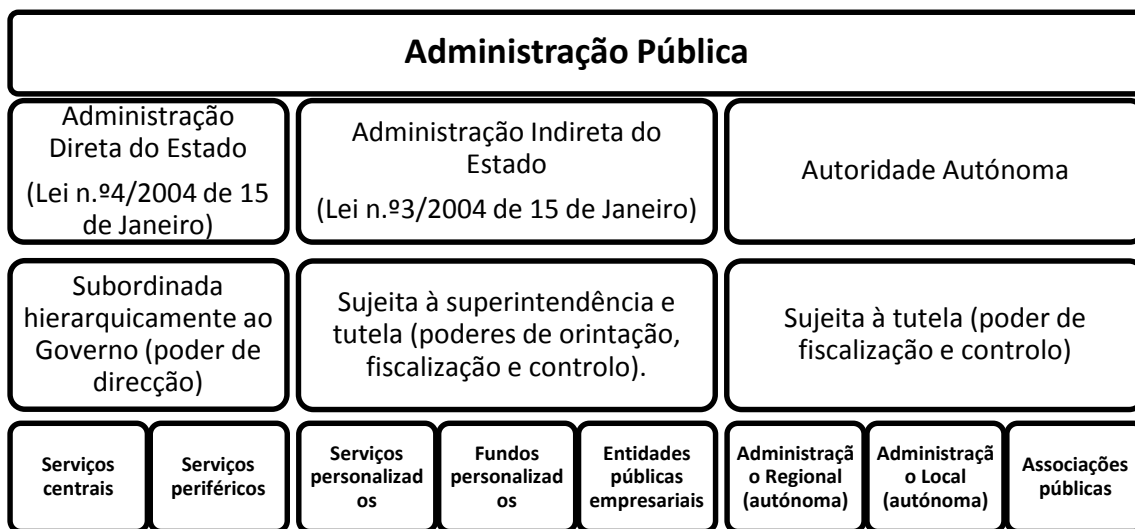 Administração Pública
Administração
Direta do Estado
(Lei n.º4/2004 de 15
de Janeiro)
Administração Indireta do
Estado
(Lei n.º3/2004 de 15 de Janeiro)
Autoridade Autónoma
Subordinada
hierarquicamente ao
Governo (poder de
direcção)
Sujeita à superintendência e
tutela (poderes de orintação,
fiscalização e controlo).
Sujeita à tutela (poder de
fiscalização e controlo)
Serviços
centrais
Serviços
periféricos
Serviços
personalizad
os
Fundos
personalizad
os
Entidades
públicas
empresariais
Administraçã
o Regional
(autónoma)
Administraçã
o Local
(autónoma)
Associações
públicas